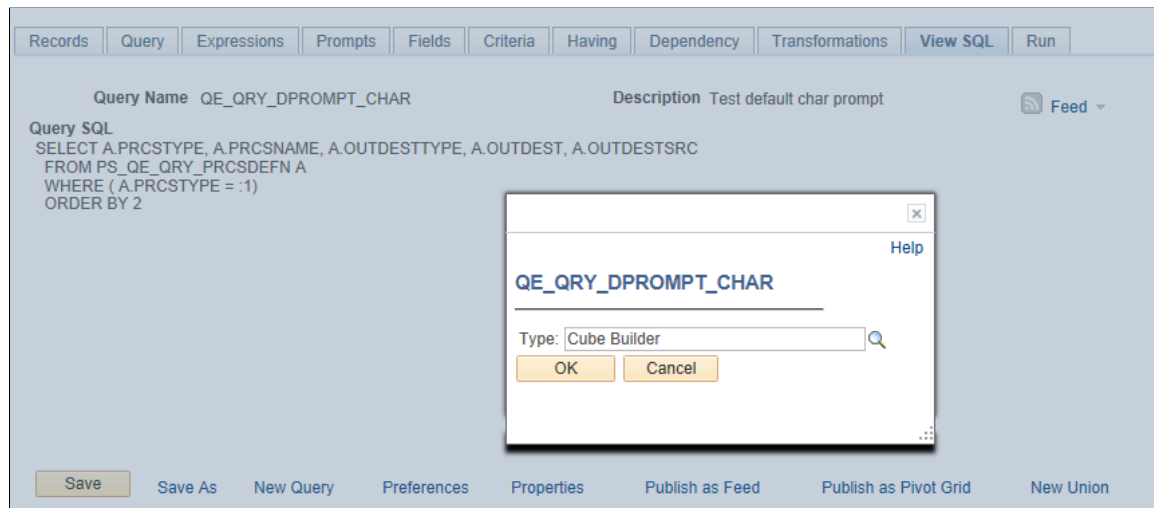 Records Query Expressions Prompts Fields Criteria Having Dependency Transformations View SQL Run
Query Name QE_QRY_DPROMPT_CHAR Description Test default char prompt Feed
Query SQL
SELECT A.PRCSTYPE, A.PRCSNAME, A.OUTDESTTYPE, A.OUTDEST, A.OUTDESTSRC
FROM PS_QE_QRY_PRCSDEFN A
WHERE ( A.PRCSTYPE = :1)
ORDER BY 2
Help
QE_QRY_DPROMPT_CHAR
Type: Cube Builder
OK Cancel
Save Save As New Query Preferences Properties Publish as Feed Publish as Pivot Grid New Union